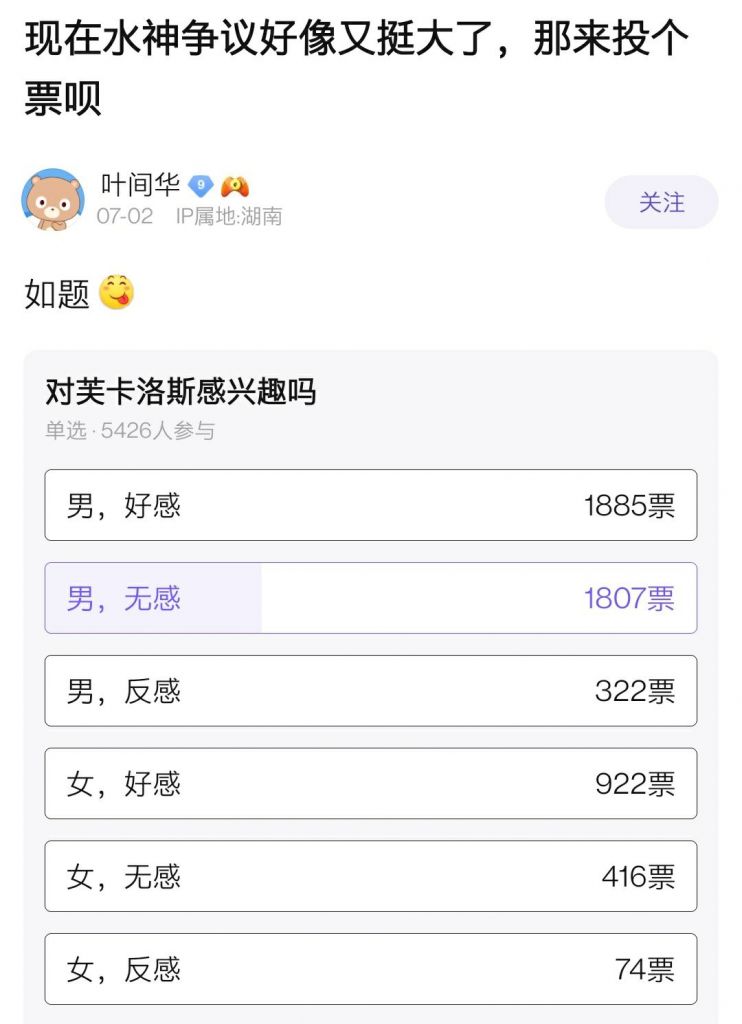 现在水神争议好像又挺大了，那来投个
票呗
叶间华 9
07-02 IP属地:湖南
关注
如题
对芙卡洛斯感兴趣吗
单选 · 5426人参与
男，好感 1885票
男，无感 1807票
男，反感 322票
女，好感 922票
女，无感 416票
女，反感 74票